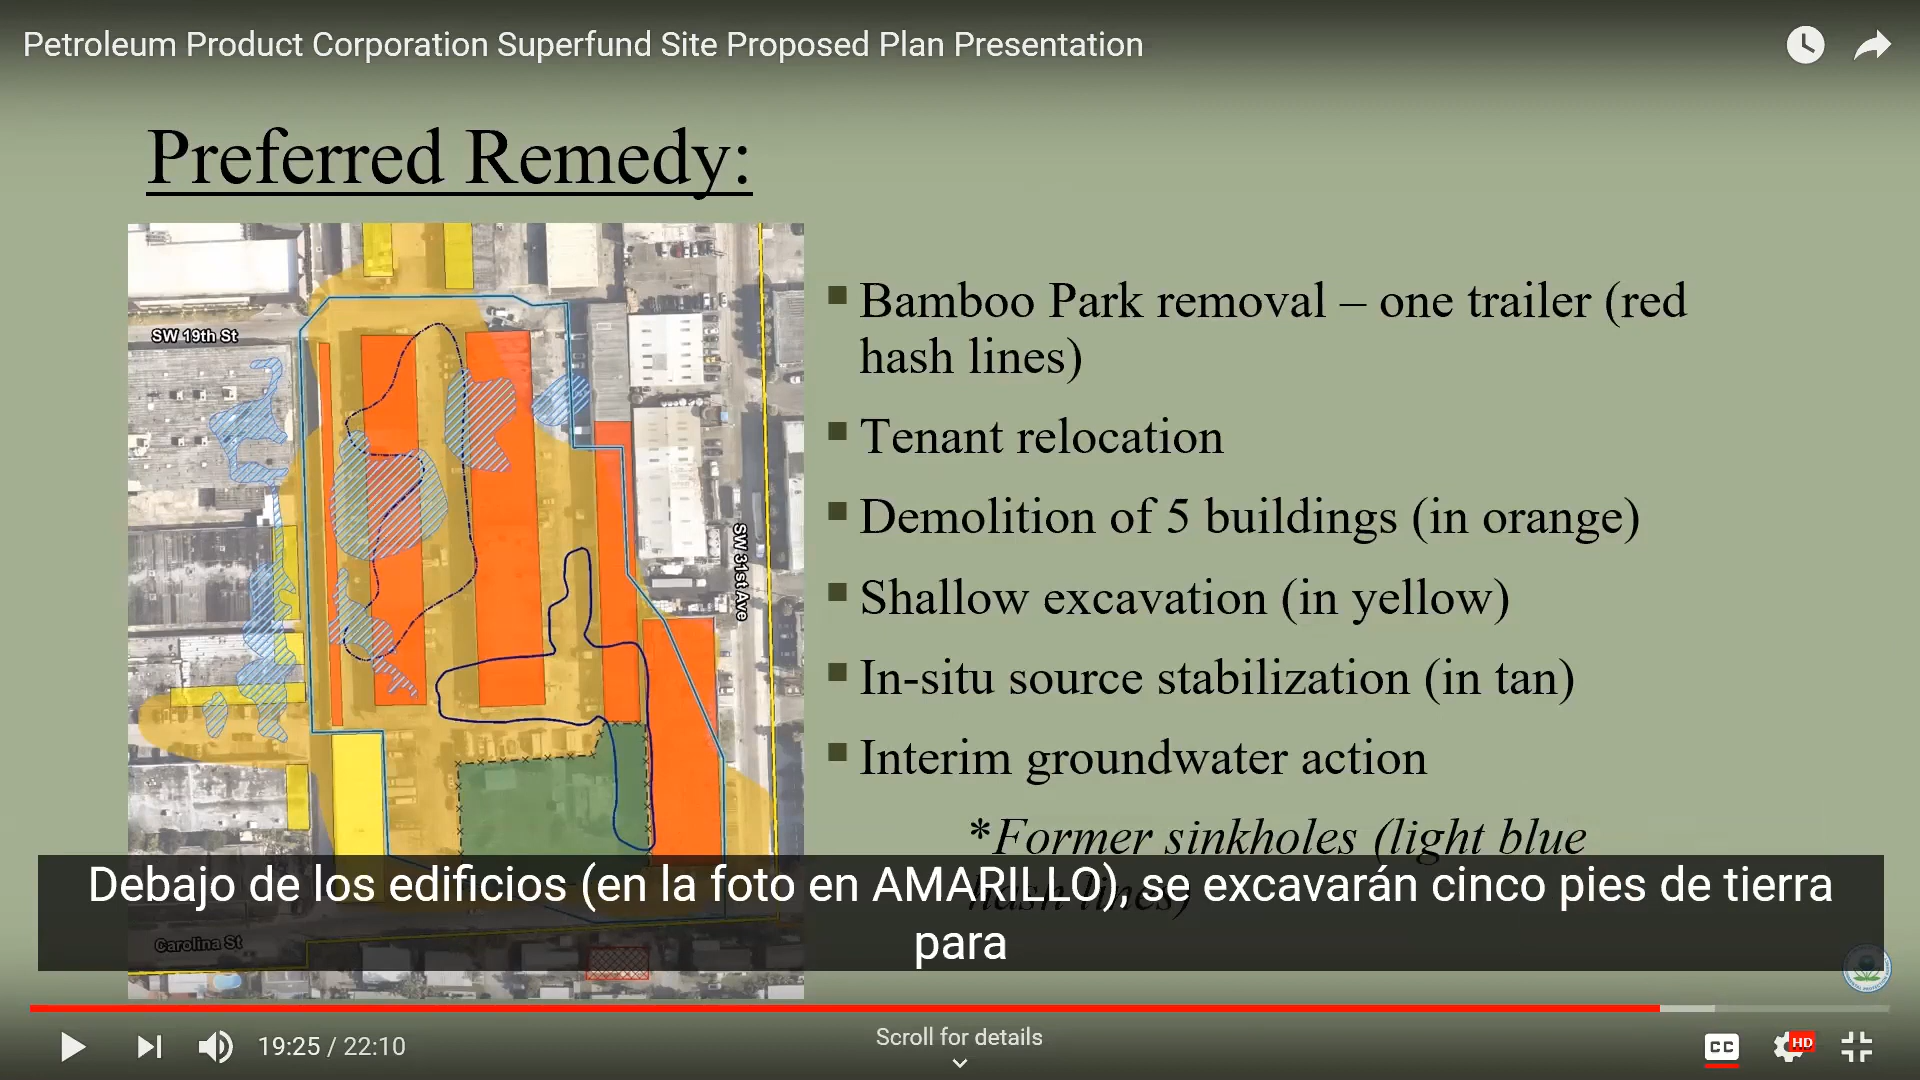 Petroleum Product Corporation Superfund Site Proposed Plan Presentation
Preferred Remedy:
SW 19th St
SW 31st Ave
Carolina St
Bamboo Park removal – one trailer (red
hash lines)
Tenant relocation
Demolition of 5 buildings (in orange)
Shallow excavation (in yellow)
In-situ source stabilization (in tan)
Interim groundwater action
*Former sinkholes (light blue
hash lines)
Debajo de los edificios (en la foto en AMARILLO), se excavarán cinco pies de tierra
para
19:25 / 22:10
Scroll for details
CC
HD